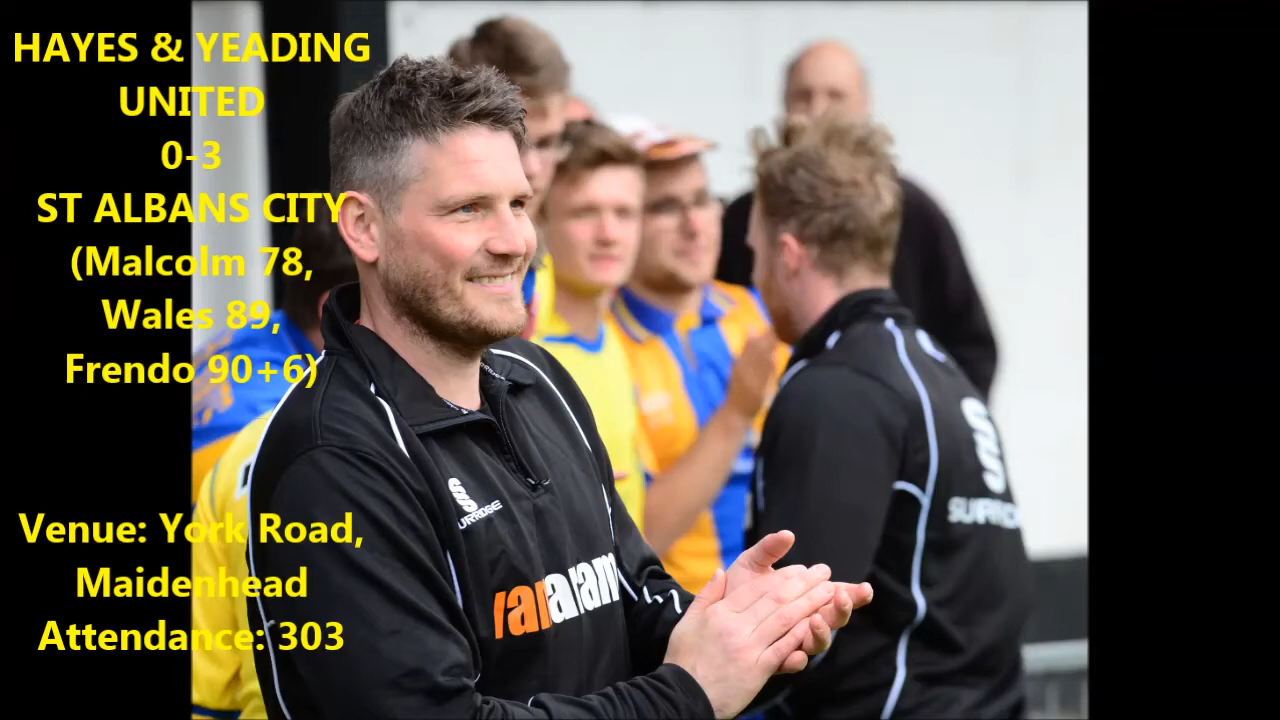 HAYES & YEADING
UNITED
0-3
ST ALBANS CITY
(Malcolm 78,
Wales 89,
Frendo 90+6)
Venue: York Road,
Maidenhead
Attendance: 303
SURRIDGE
SURRIDGE